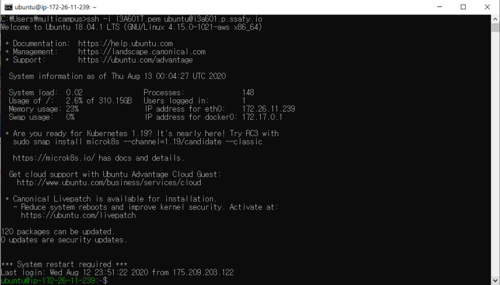 ubuntu@ip-172-26-11-239: ~
C:\Users\multicampus>ssh -i I3A601T.pem ubuntu@i3a601.p.ssafy.io
Welcome to Ubuntu 18.04.1 LTS (GNU/Linux 4.15.0-1021-aws x86_64)
* Documentation: https://help.ubuntu.com
* Management: https://landscape.canonical.com
* Support: https://ubuntu.com/advantage
System information as of Thu Aug 13 00:04:27 UTC 2020
System load: 0.02 Processes: 148
Usage of /: 2.6% of 310.15GB Users logged in: 1
Memory usage: 23% IP address for eth0: 172.26.11.239
Swap usage: 0% IP address for docker0: 172.17.0.1
* Are you ready for Kubernetes 1.19? It's nearly here! Try RC3 with
sudo snap install microk8s --channel=1.19/candidate --classic
https://microk8s.io/ has docs and details.
Get cloud support with Ubuntu Advantage Cloud Guest:
http://www.ubuntu.com/business/services/cloud
* Canonical Livepatch is available for installation.
- Reduce system reboots and improve kernel security. Activate at:
https://ubuntu.com/livepatch
120 packages can be updated.
0 updates are security updates.
*** System restart required ***
Last login: Wed Aug 12 23:51:22 2020 from 175.209.203.122
ubuntu@ip-172-26-11-239:~$